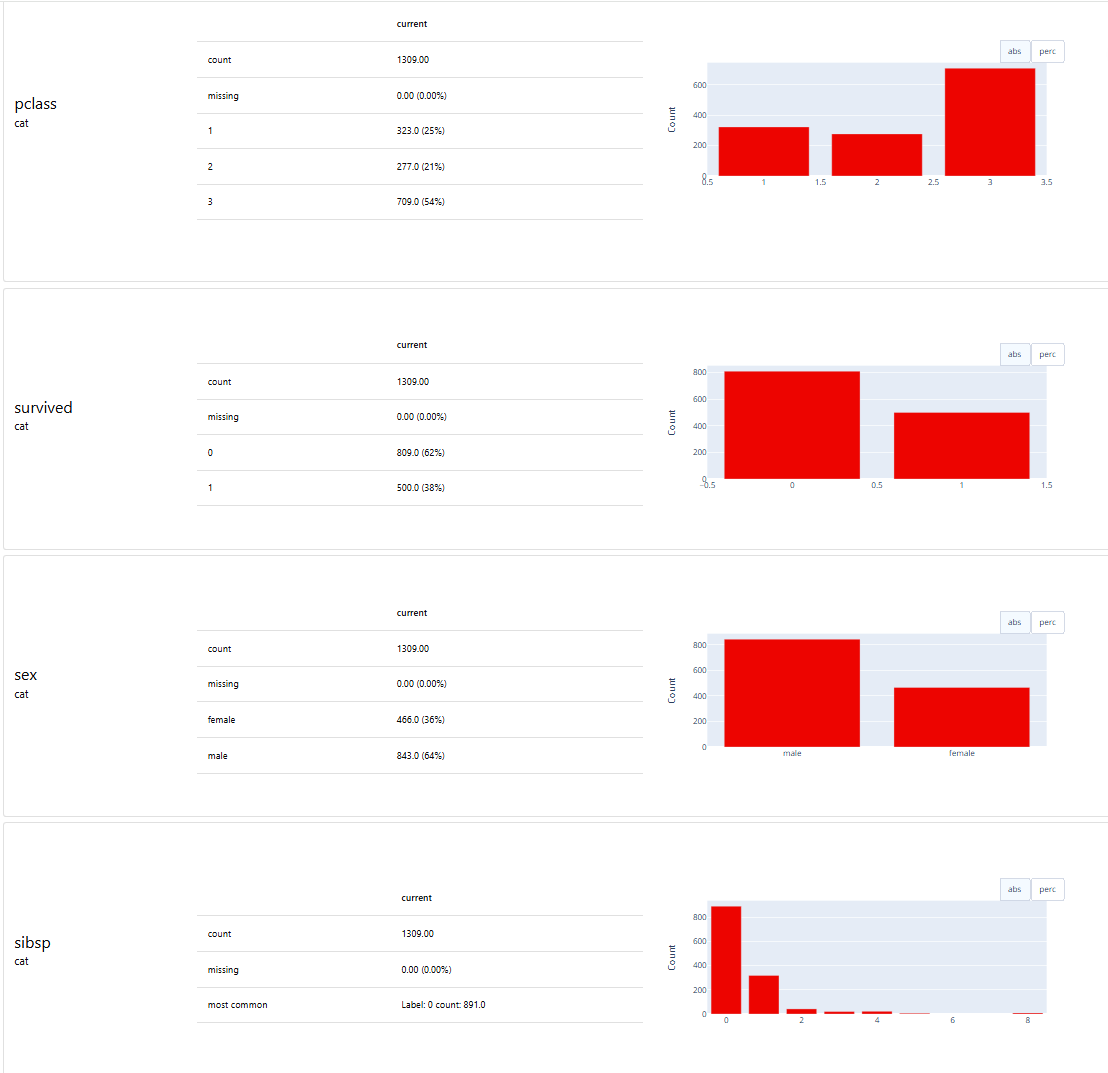 current
count 1309.00
missing 0.00 (0.00%)
1 323.0 (25%)
2 277.0 (21%)
3 709.0 (54%)
pclass
cat
abs perc
Count
600
400
200
0
0.5 1 1.5 2 2.5 3 3.5
current
count 1309.00
missing 0.00 (0.00%)
0 809.0 (62%)
1 500.0 (38%)
survived
cat
abs perc
Count
800
600
400
200
0
−0.5 0 0.5 1 1.5
current
count 1309.00
missing 0.00 (0.00%)
female 466.0 (36%)
male 843.0 (64%)
sex
cat
abs perc
Count
800
600
400
200
0
male female
current
count 1309.00
missing 0.00 (0.00%)
most common Label: 0 count: 891.0
sibsp
cat
abs perc
Count
800
600
400
200
0
0 2 4 6 8